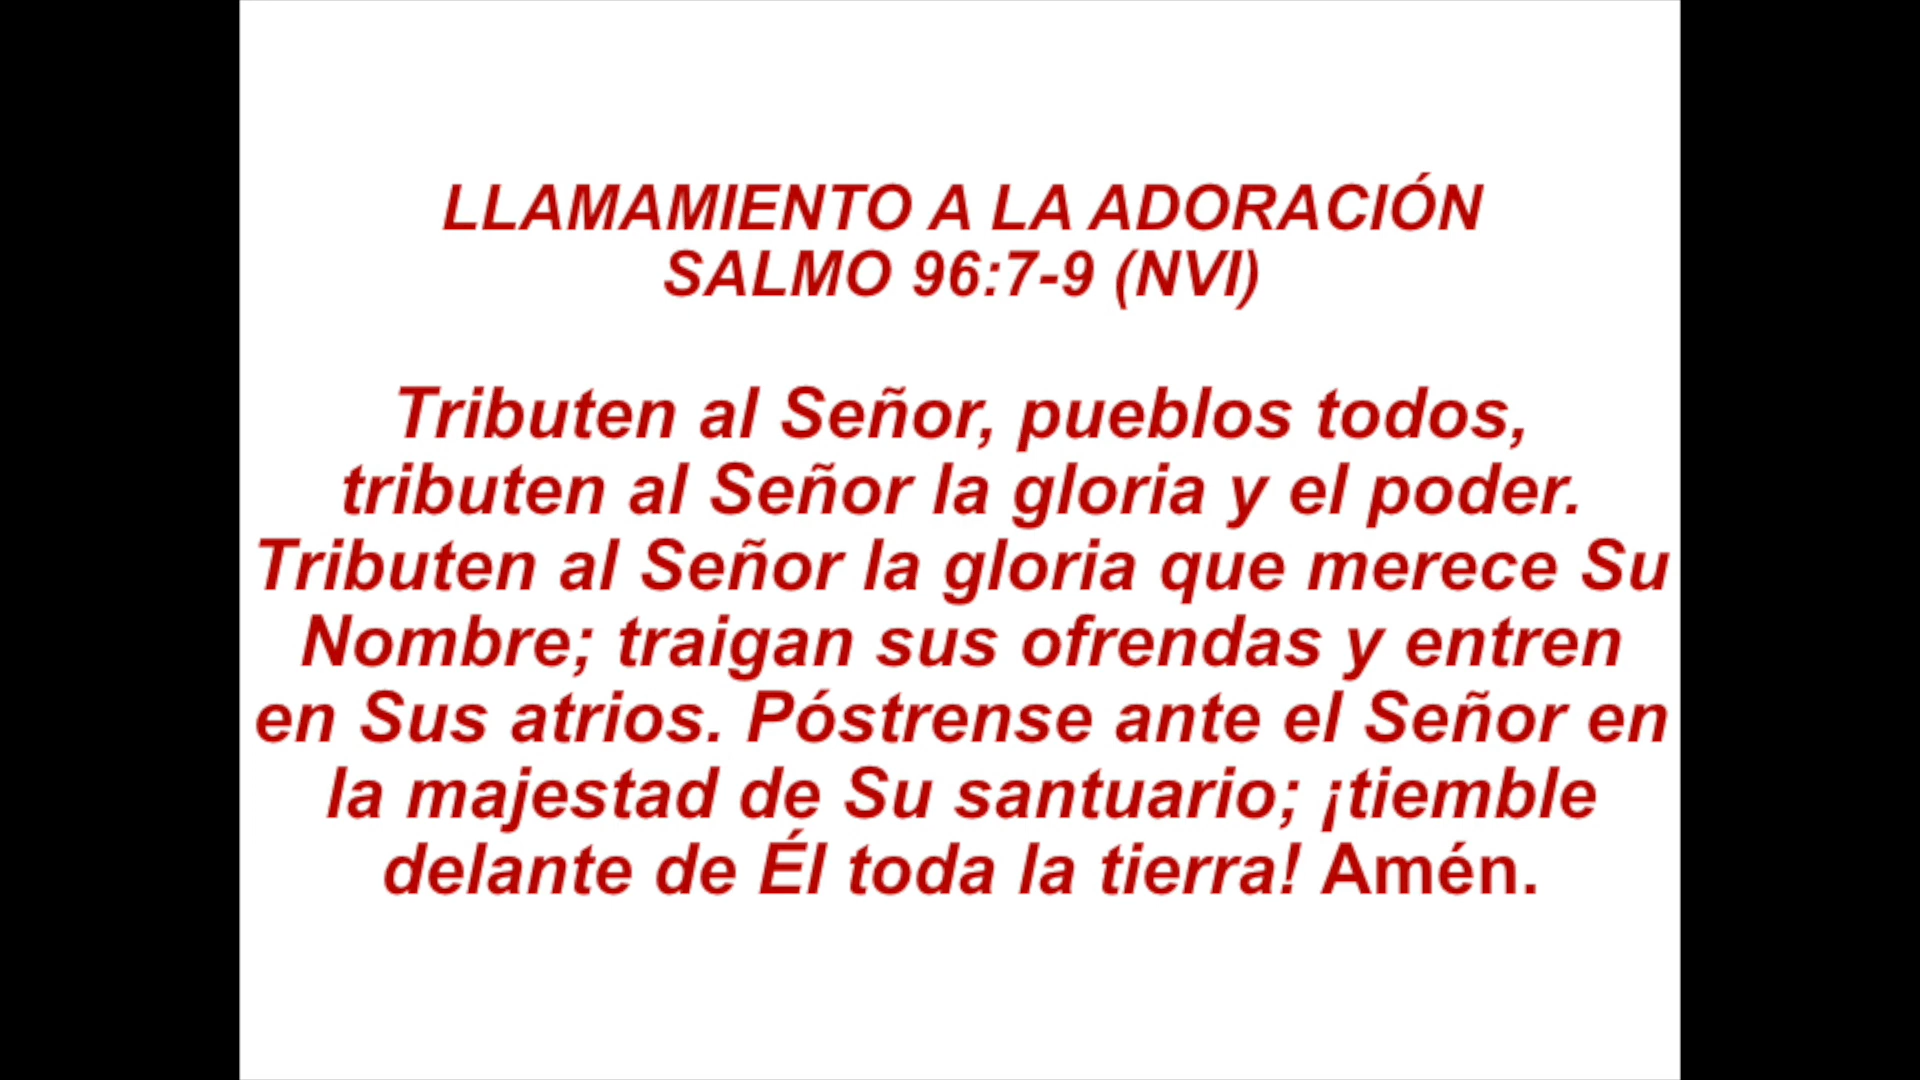 LLAMAMIENTO A LA ADORACIÓN
SALMO 96:7-9 (NVI)
Tributen al Señor, pueblos todos,
tributen al Señor la gloria y el poder.
Tributen al Señor la gloria que merece Su
Nombre; traigan sus ofrendas y entren
en Sus atrios. Póstrense ante el Señor en
la majestad de Su santuario; ¡tiemble
delante de Él toda la tierra! Amén.